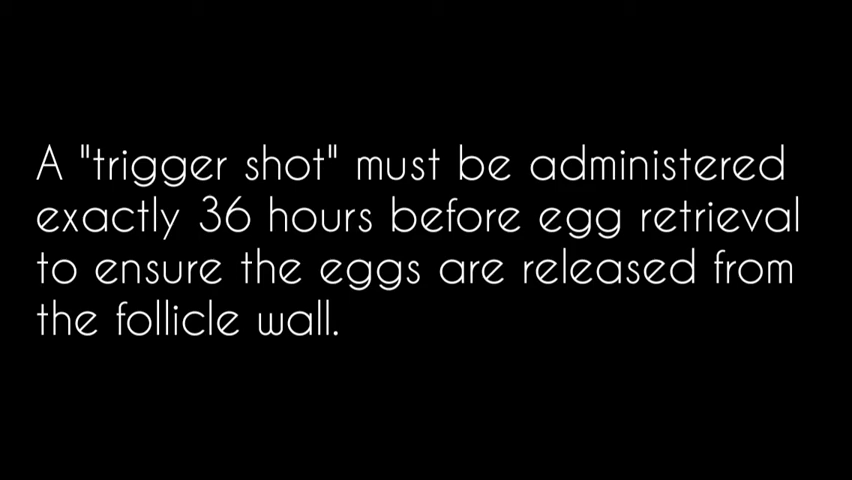 A "trigger shot" must be administered
exactly 36 hours before egg retrieval
to ensure the eggs are released from
the follicle wall.